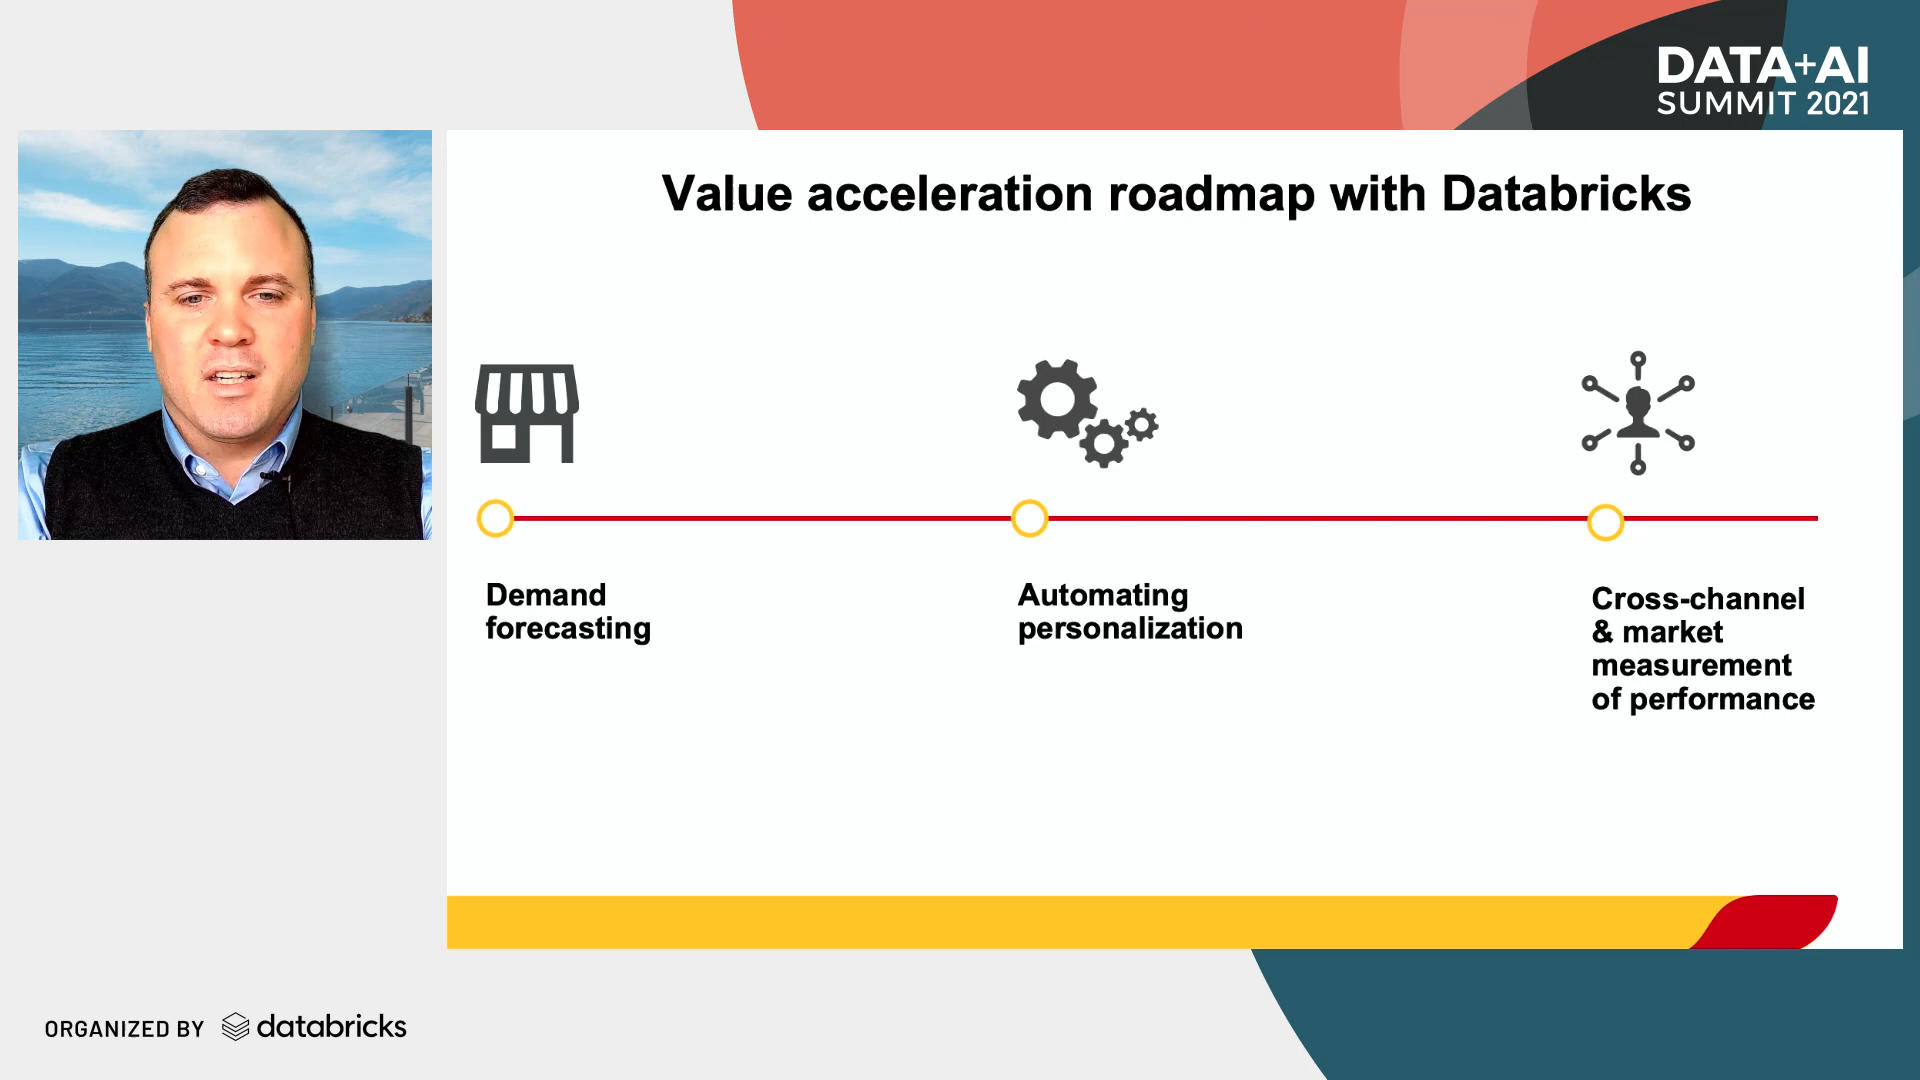 DATA+AI
SUMMIT 2021
Value acceleration roadmap with Databricks
Demand
forecasting
Automating
personalization
Cross-channel
& market
measurement
of performance
ORGANIZED BY databricks